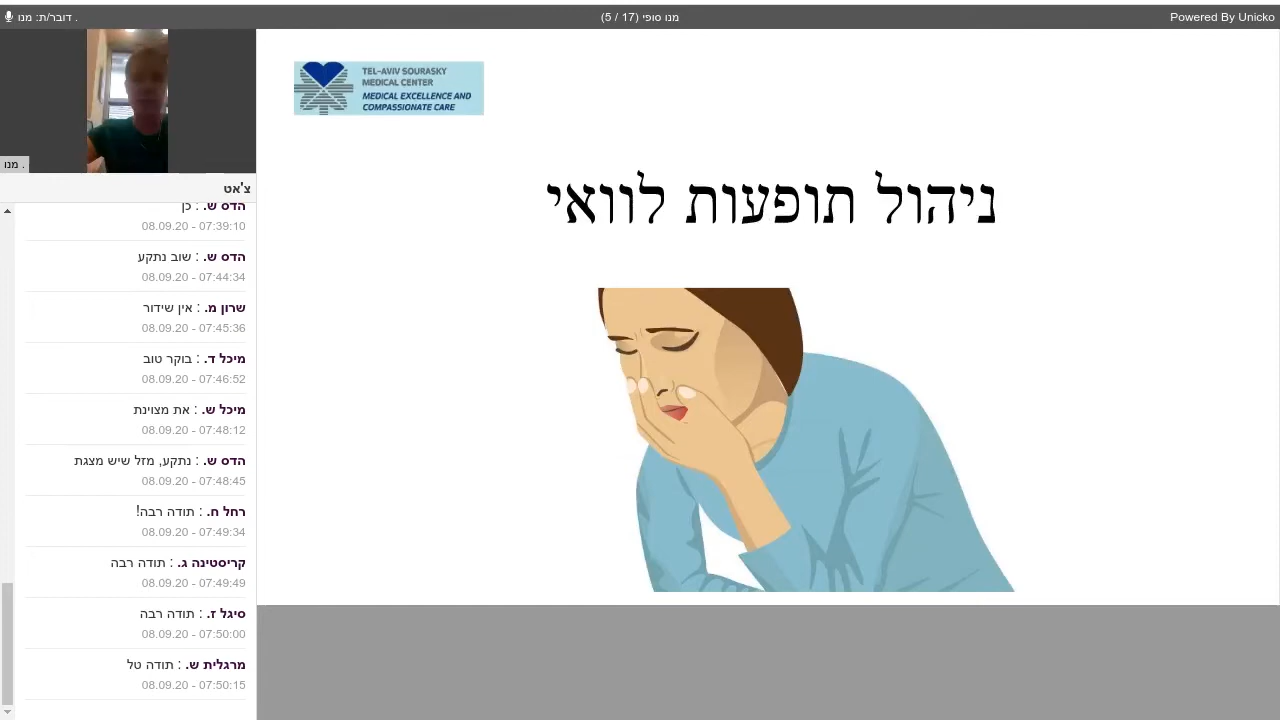 דובר/ת: מנו .
מנו סופי (17 / 5)
Powered By Unicko
מנו .
צ'אט
הדס ש. : כן
08.09.20 - 07:39:10
הדס ש. : שוב נתקע
08.09.20 - 07:44:34
שרון מ. : אין שידור
08.09.20 - 07:45:36
מיכל ד. : בוקר טוב
08.09.20 - 07:46:52
מיכל ש. : את מצוינת
08.09.20 - 07:48:12
הדס ש. : נתקע, מזל שיש מצגת
08.09.20 - 07:48:45
רחל ח. : תודה רבה!
08.09.20 - 07:49:34
קריסטינה ג. : תודה רבה
08.09.20 - 07:49:49
סיגל ז. : תודה רבה
08.09.20 - 07:50:00
מרגלית ש. : תודה טל
08.09.20 - 07:50:15
TEL-AVIV SOURASKY
MEDICAL CENTER
MEDICAL EXCELLENCE AND
COMPASSIONATE CARE
ניהול תופעות לוואי